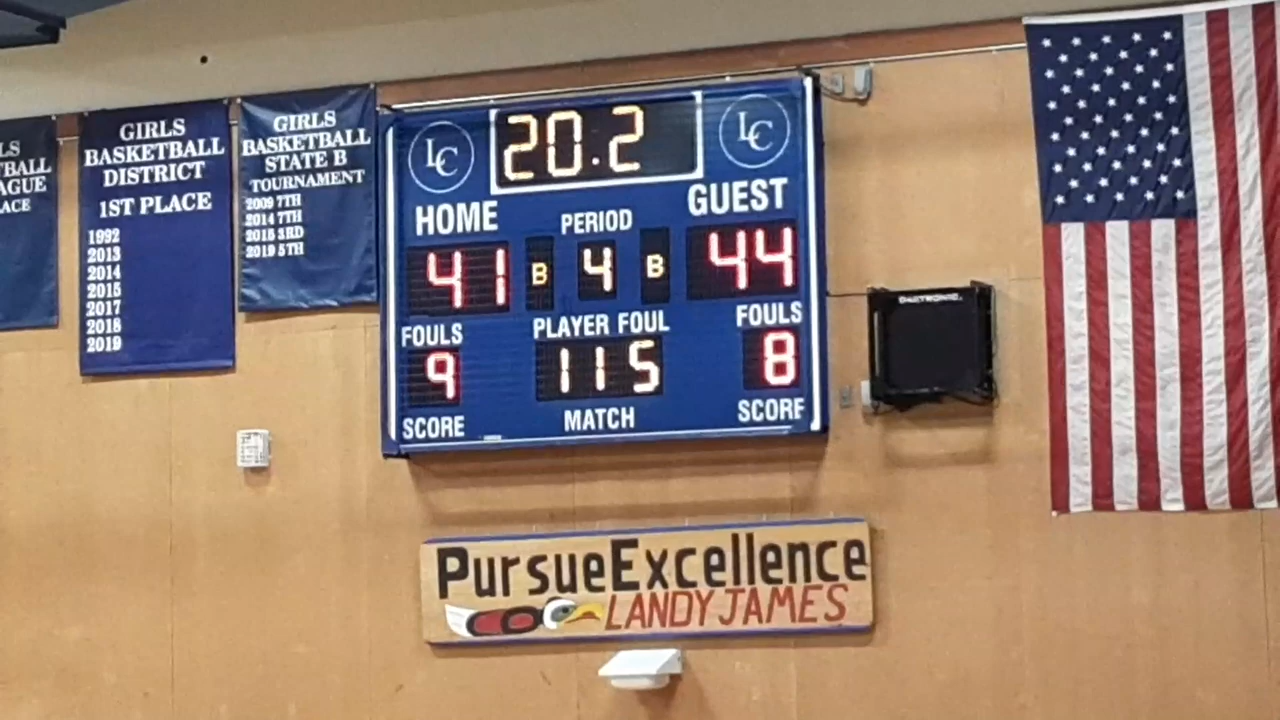 LS
TBALL
AGUE
ACE
GIRLS
BASKETBALL
DISTRICT
1ST PLACE
1992
2013
2014
2015
2017
2018
2019
GIRLS
BASKETBALL
STATE B
TOURNAMENT
2009 7TH
2014 7TH
2015 3RD
2019 5TH
LC
20.2
LC
HOME
PERIOD
GUEST
41
B
4
B
44
FOULS
PLAYER FOUL
FOULS
9
115
8
SCORE
MATCH
SCORE
DAKTRONICS
PursueExcellence
LANDY JAMES